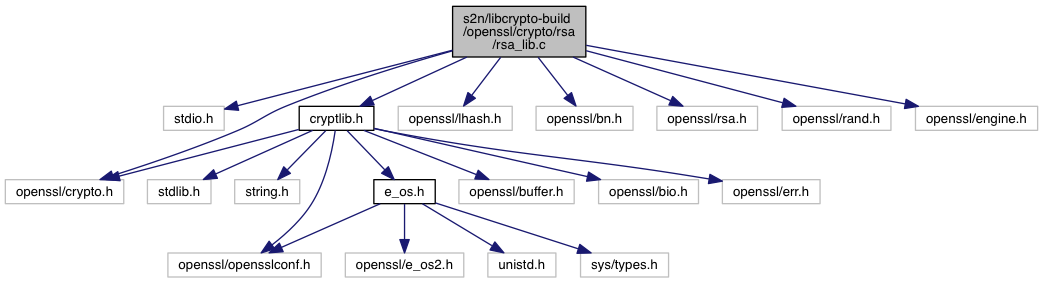 s2n/libcrypto-build
/openssl/crypto/rsa
/rsa_lib.c
stdio.h
cryptlib.h
openssl/lhash.h
openssl/bn.h
openssl/rsa.h
openssl/rand.h
openssl/engine.h
openssl/crypto.h
stdlib.h
string.h
e_os.h
openssl/buffer.h
openssl/bio.h
openssl/err.h
openssl/opensslconf.h
openssl/e_os2.h
unistd.h
sys/types.h